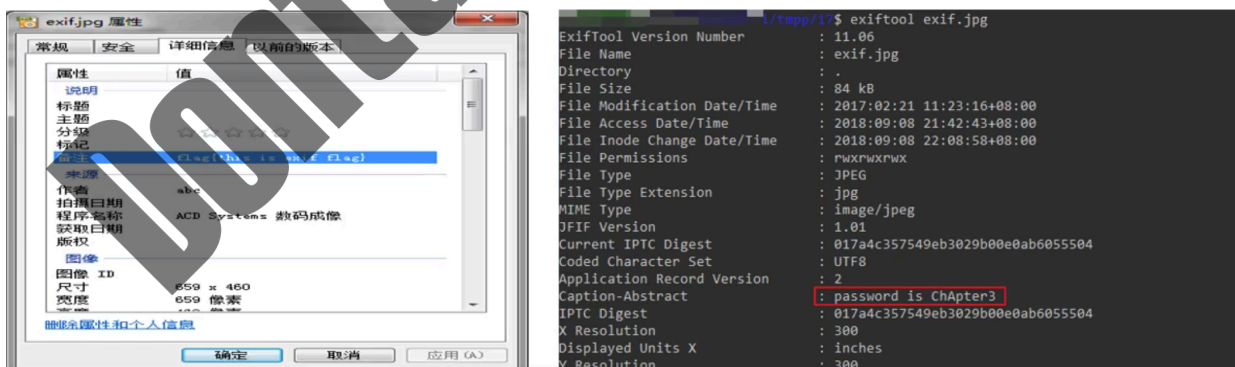 exif.jpg 属性
常规 安全 详细信息 以前的版本
属性 值
说明
标题
主题
分级
标记
备注 flag{this is exif flag}
来源
作者 abc
拍摄日期
程序名称 ACD Systems 数码成像
获取日期
版权
图像
图像 ID
尺寸 659 x 460
宽度 659 像素
删除属性和个人信息
确定 取消 应用(A)
i/tmpp/17$ exiftool exif.jpg
ExifTool Version Number : 11.06
File Name : exif.jpg
Directory : .
File Size : 84 kB
File Modification Date/Time : 2017:02:21 11:23:16+08:00
File Access Date/Time : 2018:09:08 21:42:43+08:00
File Inode Change Date/Time : 2018:09:08 22:08:58+08:00
File Permissions : rwxrwxrwx
File Type : JPEG
File Type Extension : jpg
MIME Type : image/jpeg
JFIF Version : 1.01
Current IPTC Digest : 017a4c357549eb3029b00e0ab6055504
Coded Character Set : UTF8
Application Record Version : 2
Caption-Abstract : password is ChApter3
IPTC Digest : 017a4c357549eb3029b00e0ab6055504
X Resolution : 300
Displayed Units X : inches
Y Resolution : 300